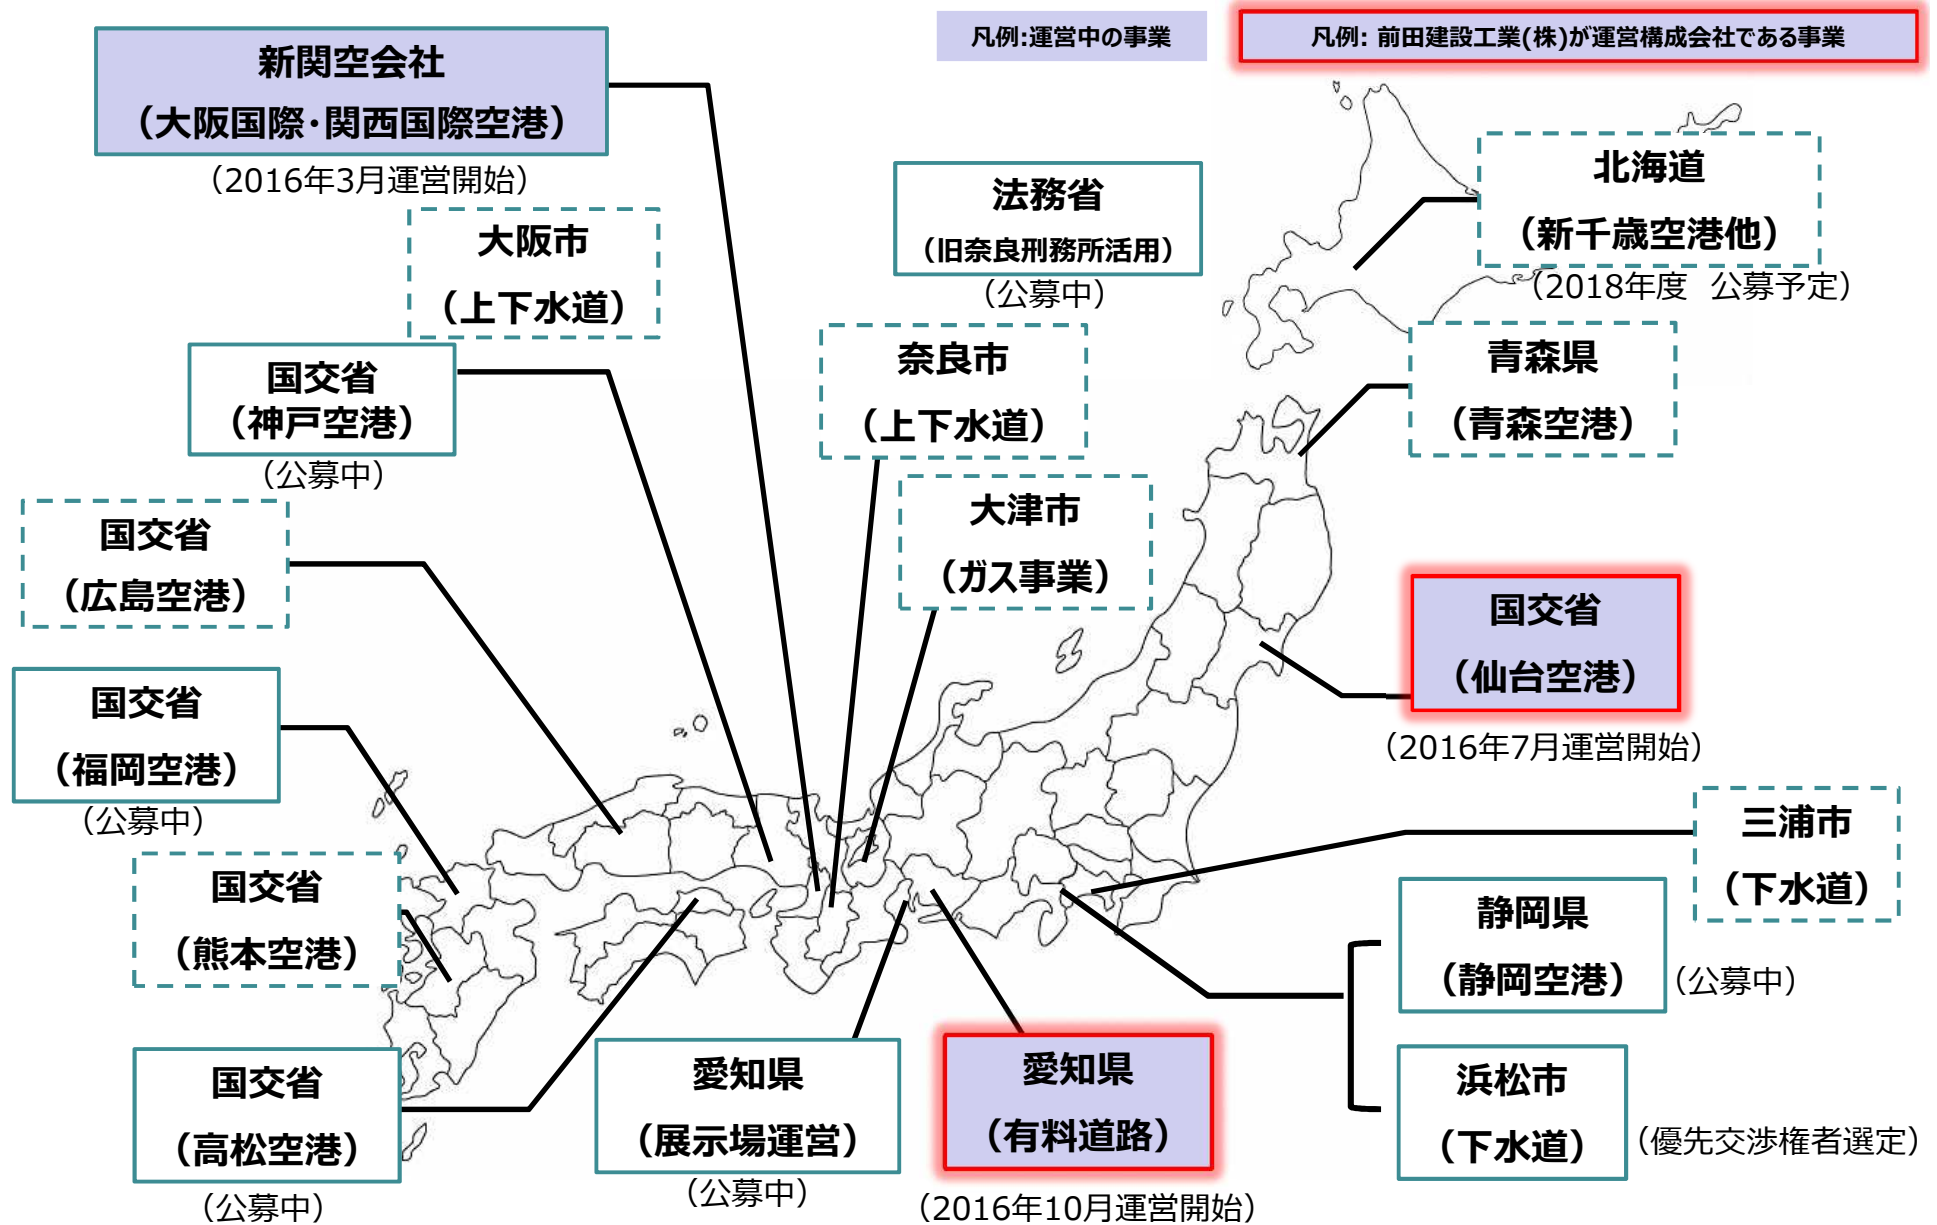 凡例:運営中の事業
凡例: 前田建設工業(株)が運営構成会社である事業
新関空会社
（大阪国際･関西国際空港）
（2016年3月運営開始）
大阪市
（上下水道）
法務省
（旧奈良刑務所活用）
（公募中）
北海道
（新千歳空港他）
（2018年度　公募予定）
国交省
（神戸空港）
（公募中）
奈良市
（上下水道）
青森県
（青森空港）
国交省
（広島空港）
大津市
（ガス事業）
国交省
（仙台空港）
（2016年7月運営開始）
国交省
（福岡空港）
（公募中）
三浦市
（下水道）
国交省
（熊本空港）
静岡県
（静岡空港）
（公募中）
国交省
（高松空港）
（公募中）
愛知県
（展示場運営）
（公募中）
愛知県
（有料道路）
（2016年10月運営開始）
浜松市
（下水道）
（優先交渉権者選定）